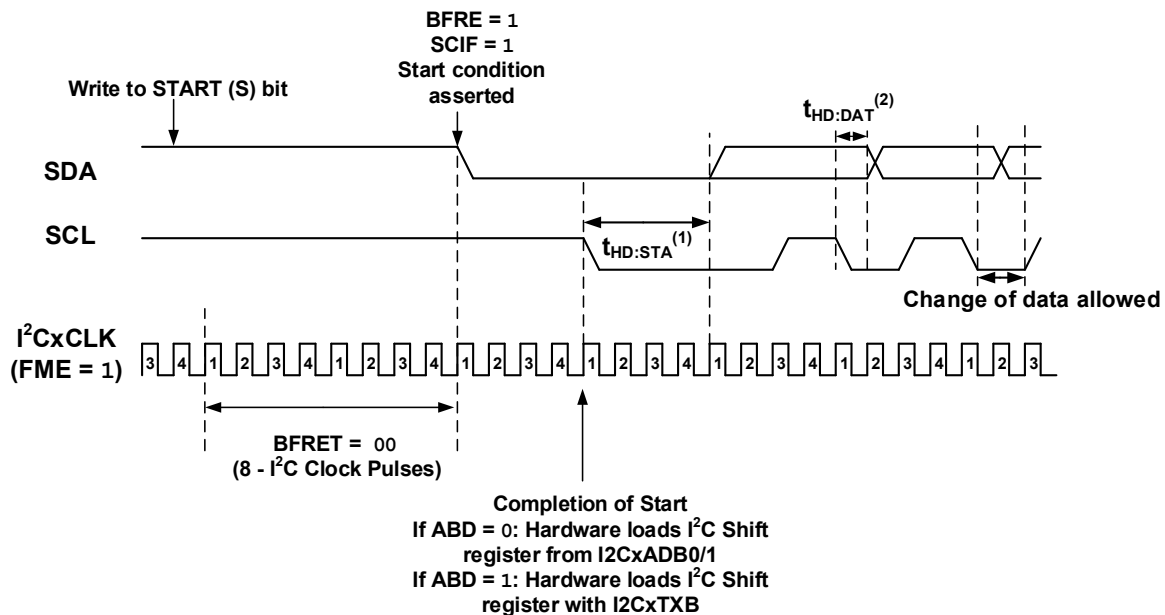 BFRE = 1
SCIF = 1
Start condition
asserted
Write to START (S) bit
tHD:DAT(2)
SDA
SCL
tHD:STA(1)
Change of data allowed
I²CxCLK
(FME = 1)
3 4 1 2 3 4 1 2 3 4 1 2 3 4 1 2 3 4 1 2 3 4 1 2 3 4 1 2 3
BFRET = 00
(8 - I²C Clock Pulses)
Completion of Start
If ABD = 0: Hardware loads I²C Shift
register from I2CxADB0/1
If ABD = 1: Hardware loads I²C Shift
register with I2CxTXB